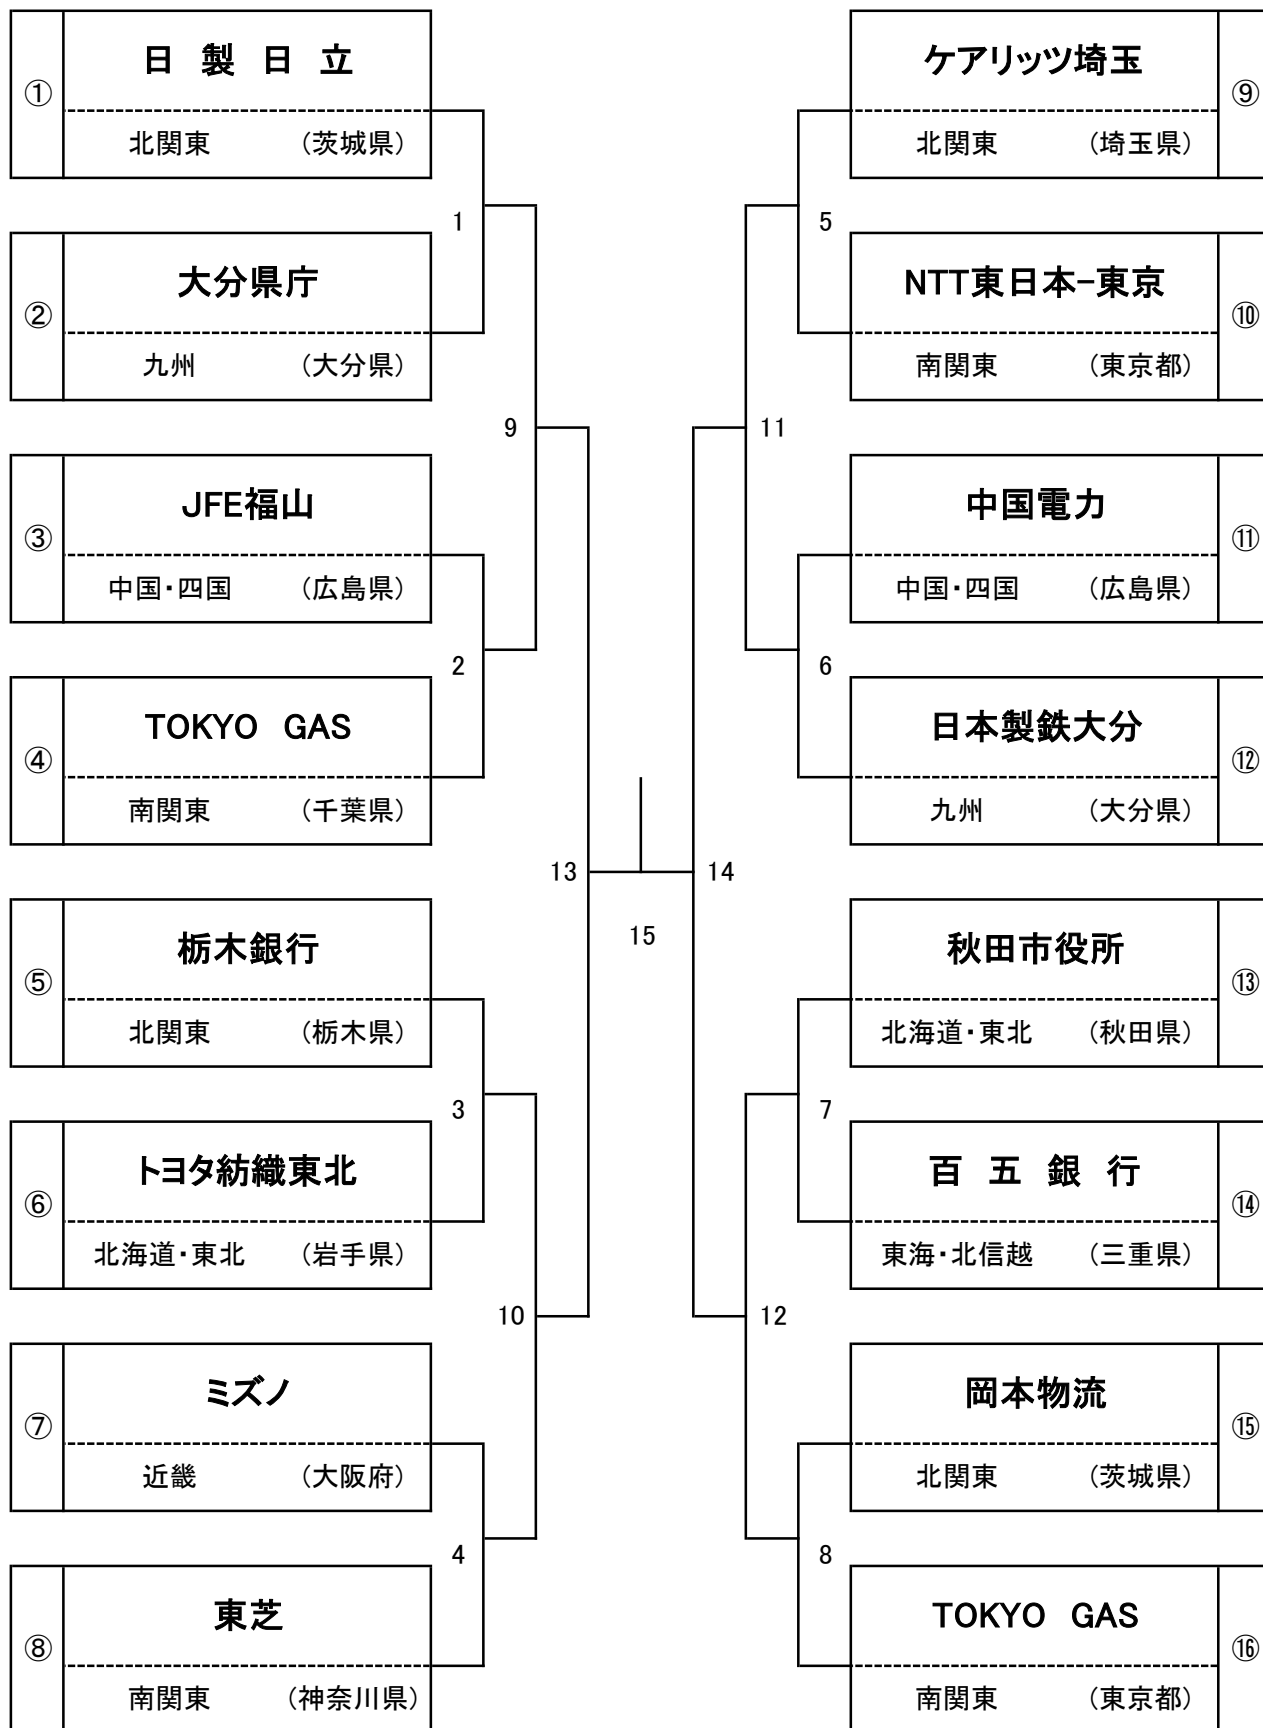 ①
日 製 日 立
北関東 (茨城県)
②
大分県庁
九州 (大分県)
③
JFE福山
中国・四国 (広島県)
④
TOKYO GAS
南関東 (千葉県)
⑤
栃木銀行
北関東 (栃木県)
⑥
トヨタ紡織東北
北海道・東北 (岩手県)
⑦
ミズノ
近畿 (大阪府)
⑧
東芝
南関東 (神奈川県)
1
2
3
4
9
10
13
15
14
11
12
5
6
7
8
ケアリッツ埼玉
北関東 (埼玉県)
⑨
NTT東日本-東京
南関東 (東京都)
⑩
中国電力
中国・四国 (広島県)
⑪
日本製鉄大分
九州 (大分県)
⑫
秋田市役所
北海道・東北 (秋田県)
⑬
百 五 銀 行
東海・北信越 (三重県)
⑭
岡本物流
北関東 (茨城県)
⑮
TOKYO GAS
南関東 (東京都)
⑯